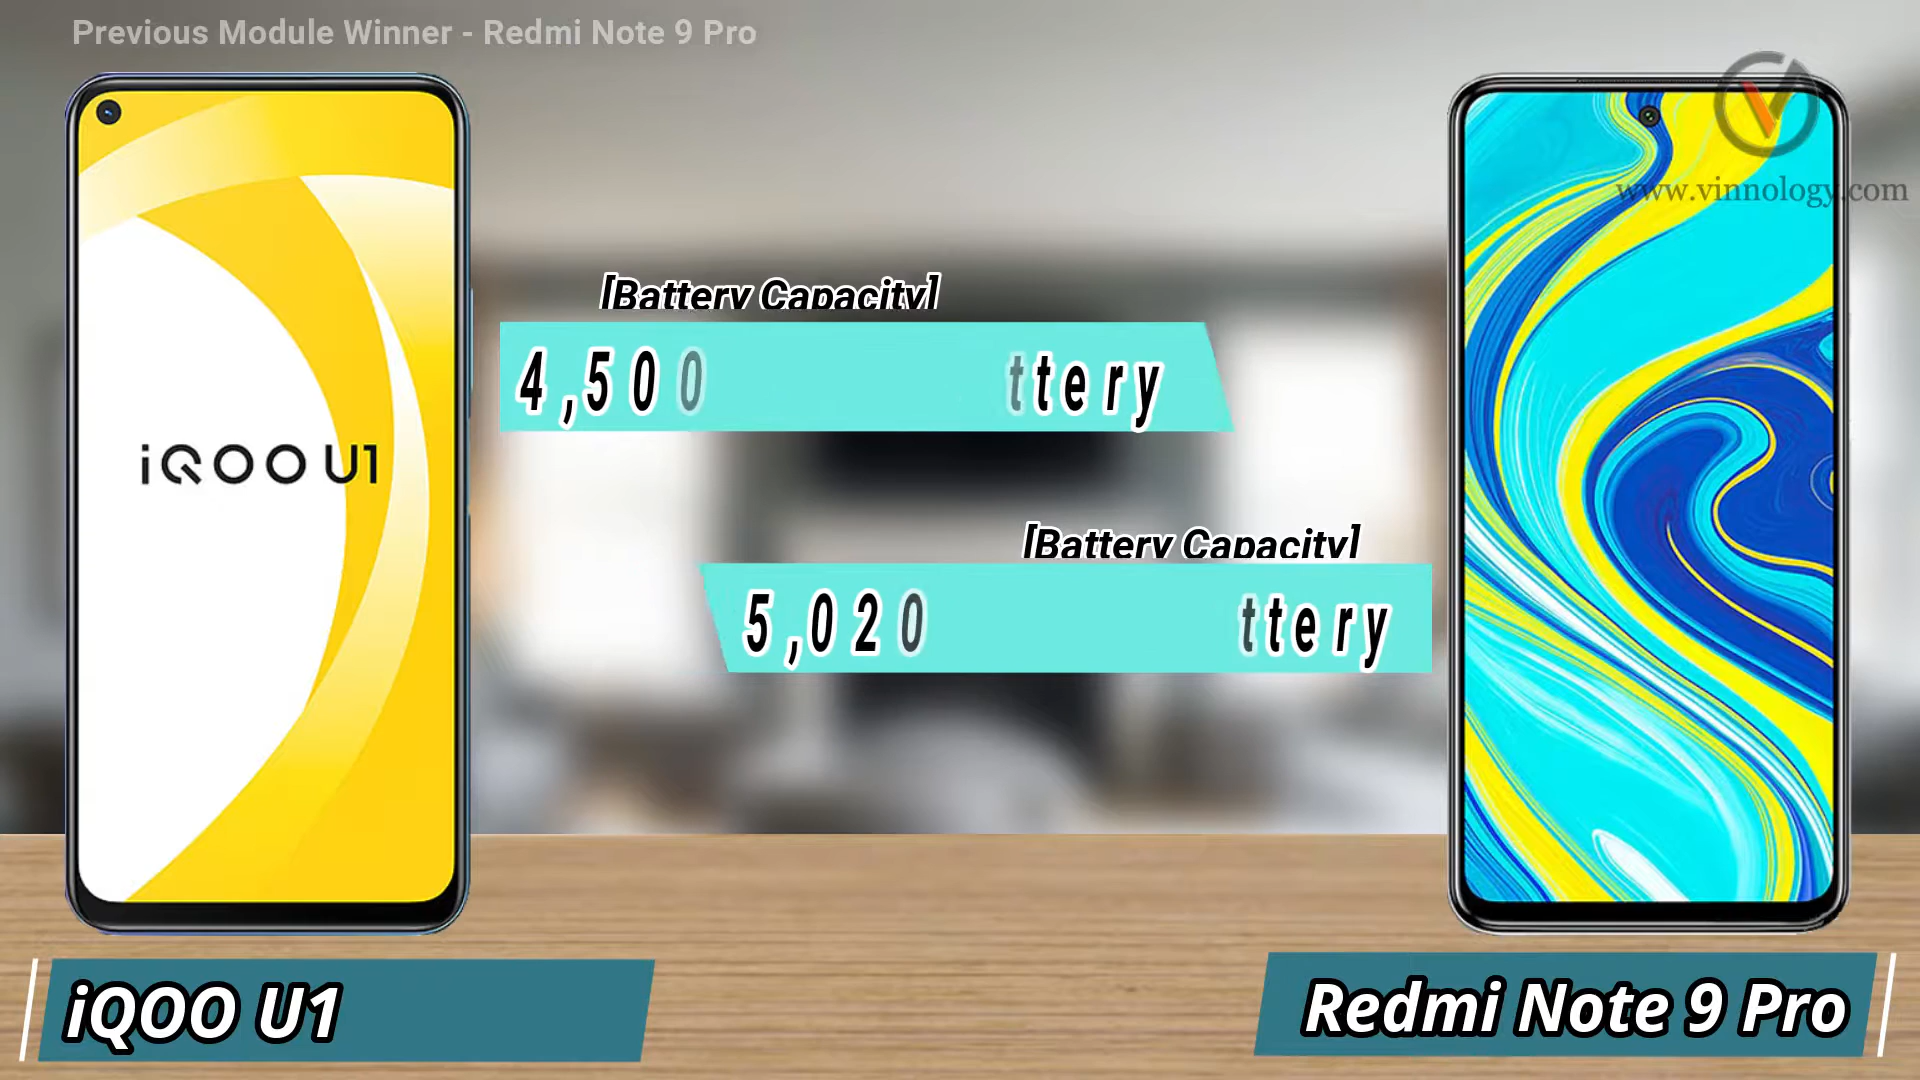 Previous Module Winner - Redmi Note 9 Pro
www.vinnology.com
[Battery Capacity]
4,500 ttery
iQOO U1
[Battery Capacity]
5,020 ttery
iQOO U1
Redmi Note 9 Pro